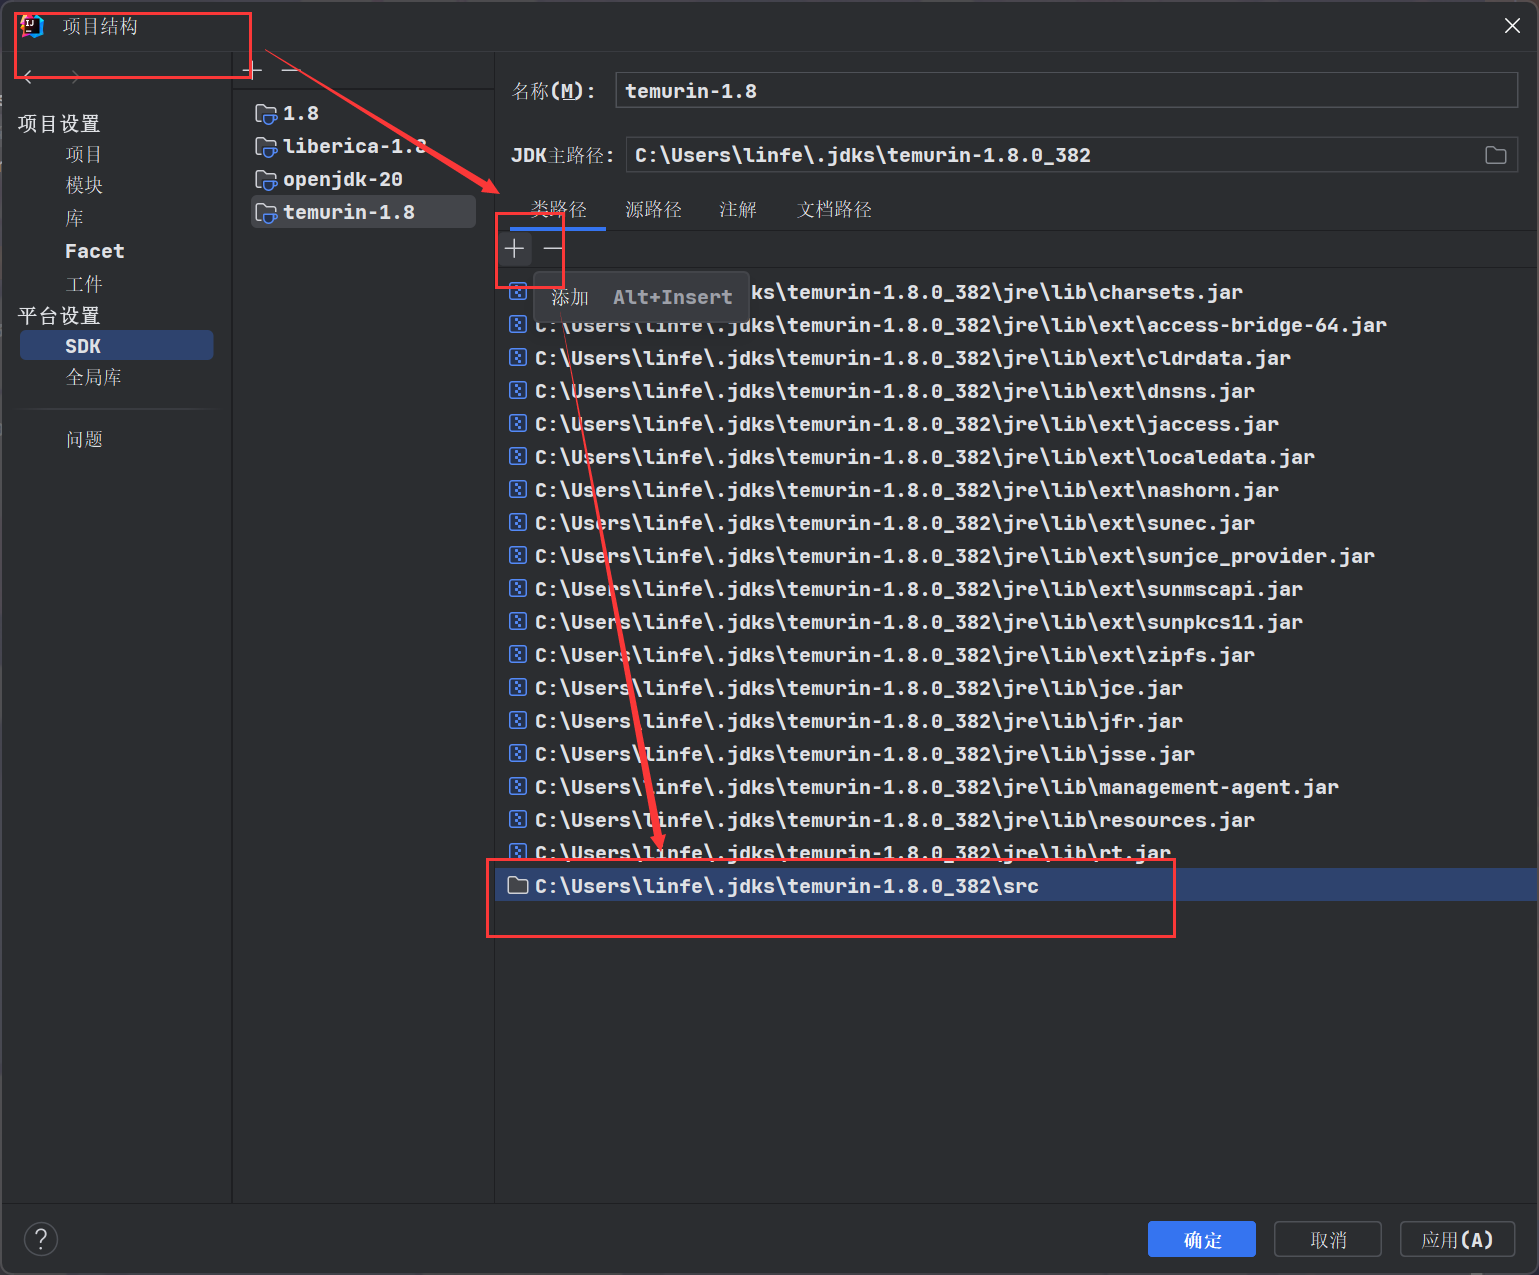 项目结构
项目设置
项目
模块
库
Facet
工件
平台设置
SDK
全局库
问题
1.8
liberica-1.8
openjdk-20
temurin-1.8
名称(M): temurin-1.8
JDK主路径: C:\Users\linfe\.jdks\temurin-1.8.0_382
类路径 源路径 注解 文档路径
添加 Alt+Insert
ks\temurin-1.8.0_382\jre\lib\charsets.jar
C:\Users\linfe\.jdks\temurin-1.8.0_382\jre\lib\ext\access-bridge-64.jar
C:\Users\linfe\.jdks\temurin-1.8.0_382\jre\lib\ext\cldrdata.jar
C:\Users\linfe\.jdks\temurin-1.8.0_382\jre\lib\ext\dnsns.jar
C:\Users\linfe\.jdks\temurin-1.8.0_382\jre\lib\ext\jaccess.jar
C:\Users\linfe\.jdks\temurin-1.8.0_382\jre\lib\ext\localedata.jar
C:\Users\linfe\.jdks\temurin-1.8.0_382\jre\lib\ext\nashorn.jar
C:\Users\linfe\.jdks\temurin-1.8.0_382\jre\lib\ext\sunec.jar
C:\Users\linfe\.jdks\temurin-1.8.0_382\jre\lib\ext\sunjce_provider.jar
C:\Users\linfe\.jdks\temurin-1.8.0_382\jre\lib\ext\sunmscapi.jar
C:\Users\linfe\.jdks\temurin-1.8.0_382\jre\lib\ext\sunpkcs11.jar
C:\Users\linfe\.jdks\temurin-1.8.0_382\jre\lib\ext\zipfs.jar
C:\Users\linfe\.jdks\temurin-1.8.0_382\jre\lib\jce.jar
C:\Users\linfe\.jdks\temurin-1.8.0_382\jre\lib\jfr.jar
C:\Users\linfe\.jdks\temurin-1.8.0_382\jre\lib\jsse.jar
C:\Users\linfe\.jdks\temurin-1.8.0_382\jre\lib\management-agent.jar
C:\Users\linfe\.jdks\temurin-1.8.0_382\jre\lib\resources.jar
C:\Users\linfe\.jdks\temurin-1.8.0_382\jre\lib\rt.jar
C:\Users\linfe\.jdks\temurin-1.8.0_382\src
? 确定 取消 应用(A)